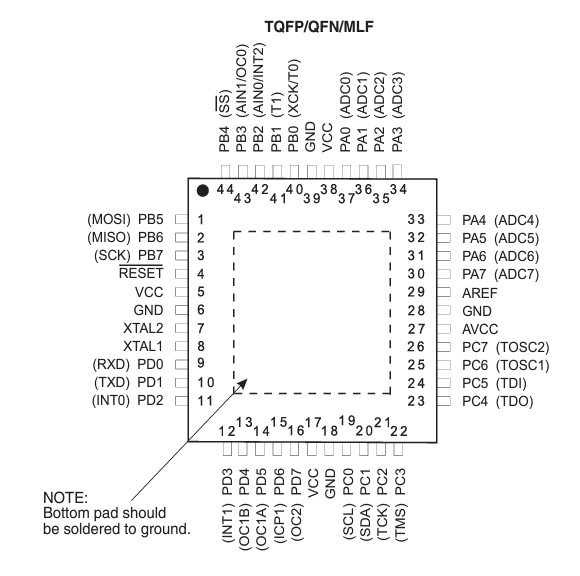 TQFP/QFN/MLF
PB4 (SS)
PB3 (AIN1/OC0)
PB2 (AIN0/INT2)
PB1 (T1)
PB0 (XCK/T0)
GND
VCC
PA0 (ADC0)
PA1 (ADC1)
PA2 (ADC2)
PA3 (ADC3)
44 43 42 41 40 39 38 37 36 35 34
(MOSI) PB5 1
(MISO) PB6 2
(SCK) PB7 3
RESET 4
VCC 5
GND 6
XTAL2 7
XTAL1 8
(RXD) PD0 9
(TXD) PD1 10
(INT0) PD2 11
33 PA4 (ADC4)
32 PA5 (ADC5)
31 PA6 (ADC6)
30 PA7 (ADC7)
29 AREF
28 GND
27 AVCC
26 PC7 (TOSC2)
25 PC6 (TOSC1)
24 PC5 (TDI)
23 PC4 (TDO)
12 13 14 15 16 17 18 19 20 21 22
(INT1) PD3
(OC1B) PD4
(OC1A) PD5
(ICP1) PD6
(OC2) PD7
VCC
GND
(SCL) PC0
(SDA) PC1
(TCK) PC2
(TMS) PC3
NOTE:
Bottom pad should
be soldered to ground.